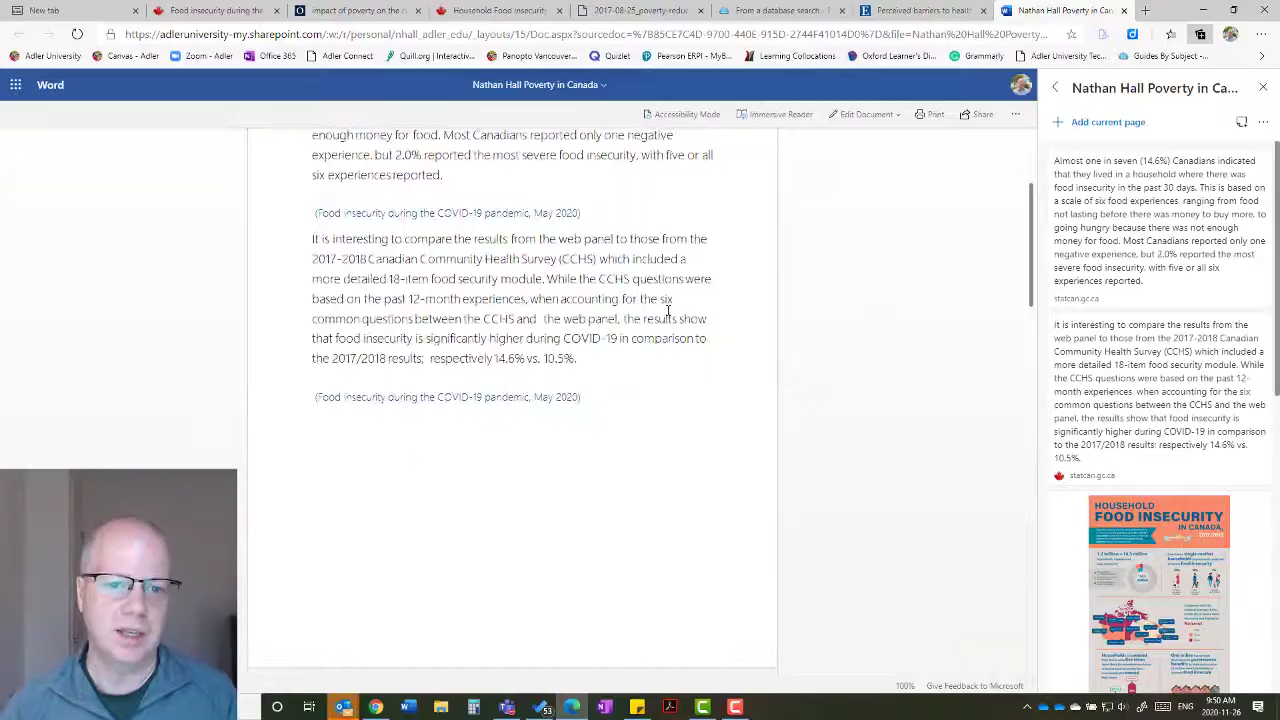 New tab
Food insecurity during the
impact of poverty on the c
Household Food Insecurity
2017-08-25_poverty-educ
Cite from a database search
Perceived barriers to health
Nathan Hall Poverty in Can
https://adleruniversity-my.sharepoint.com/:w:/r/personal/nhall_adler_edu/_layouts/15/Doc.aspx?sourcedoc=%7B85CE7C4D-9700-440E-915D-2744F41014D9%7D&file=Nathan%20Hall%20Poverty...
Adler University
Canvas - Adler
Zoom - Adler
Office 365
Interactive...
Hopto Vancouver...
Quizlet
Pearson ETP - MyP...
Learning Collocations
Oxford Learner's D...
Grammarly
Adler University Tec...
Guides By Subject -...
Word
Nathan Hall Poverty in Canada
Accessibility Mode
Immersive Reader
Edit Document
Print
Share
enough money for food. Most Canadians reported only one negative
experience, but 2.0% reported the most severe food insecurity, with five or all
six experiences reported.
(Food insecurity during the COVID-19 pandemic, May 2020)
It is interesting to compare the results from the web panel to those from the
2017-2018 Canadian Community Health Survey (CCHS) which included a
more detailed 18-item food security module. While the CCHS questions were
based on the past 12-month experiences, when accounting for the six
common questions between the CCHS and the web panel, the results show
that food insecurity is significantly higher during COVID-19 in comparison to
the 2017/2018 results; respectively 14.6% vs. 10.5%.
(Food insecurity during the COVID-19 pandemic, May 2020)
100%
Give Feedback to Microsoft
Nathan Hall Poverty in Ca...
Add current page
Almost one in seven (14.6%) Canadians indicated
that they lived in a household where there was
food insecurity in the past 30 days. This is based on
a scale of six food experiences, ranging from food
not lasting before there was money to buy more, to
going hungry because there was not enough
money for food. Most Canadians reported only one
negative experience, but 2.0% reported the most
severe food insecurity, with five or all six
experiences reported.
statcan.gc.ca
It is interesting to compare the results from the
web panel to those from the 2017-2018 Canadian
Community Health Survey (CCHS) which included a
more detailed 18-item food security module. While
the CCHS questions were based on the past 12-
month experiences, when accounting for the six
common questions between the CCHS and the web
panel, the results show that food insecurity is
significantly higher during COVID-19 in comparison
to the 2017/2018 results: respectively 14.6% vs.
10.5%.
statcan.gc.ca
HOUSEHOLD
FOOD INSECURITY
IN CANADA,
2017/2018
ENG
9:50 AM
2020-11-26